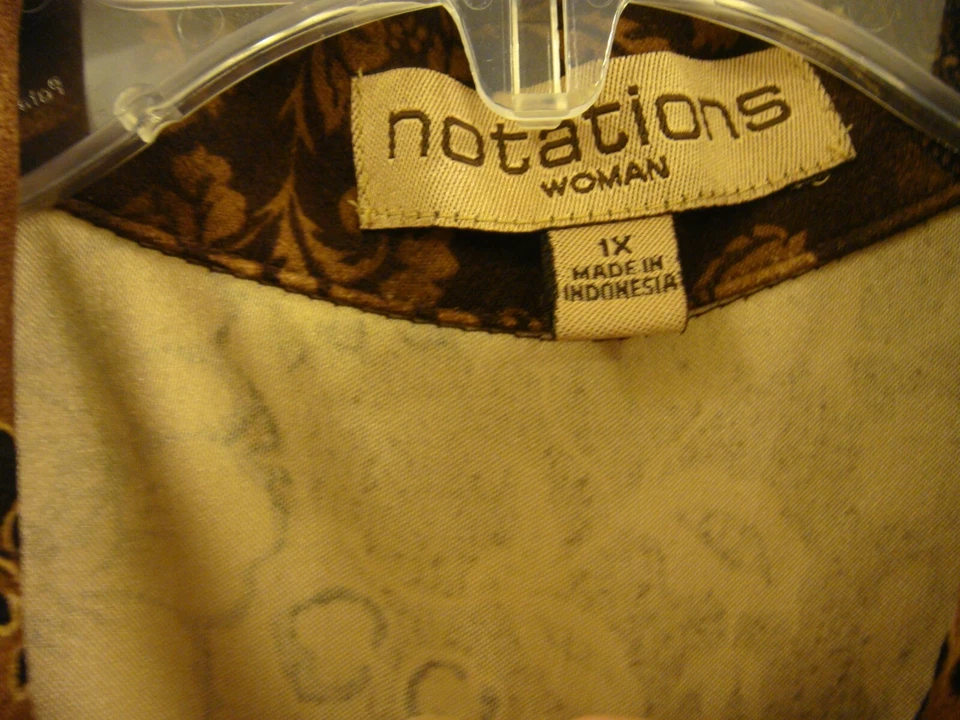 notations
WOMAN
1X
MADE IN
INDONESIA